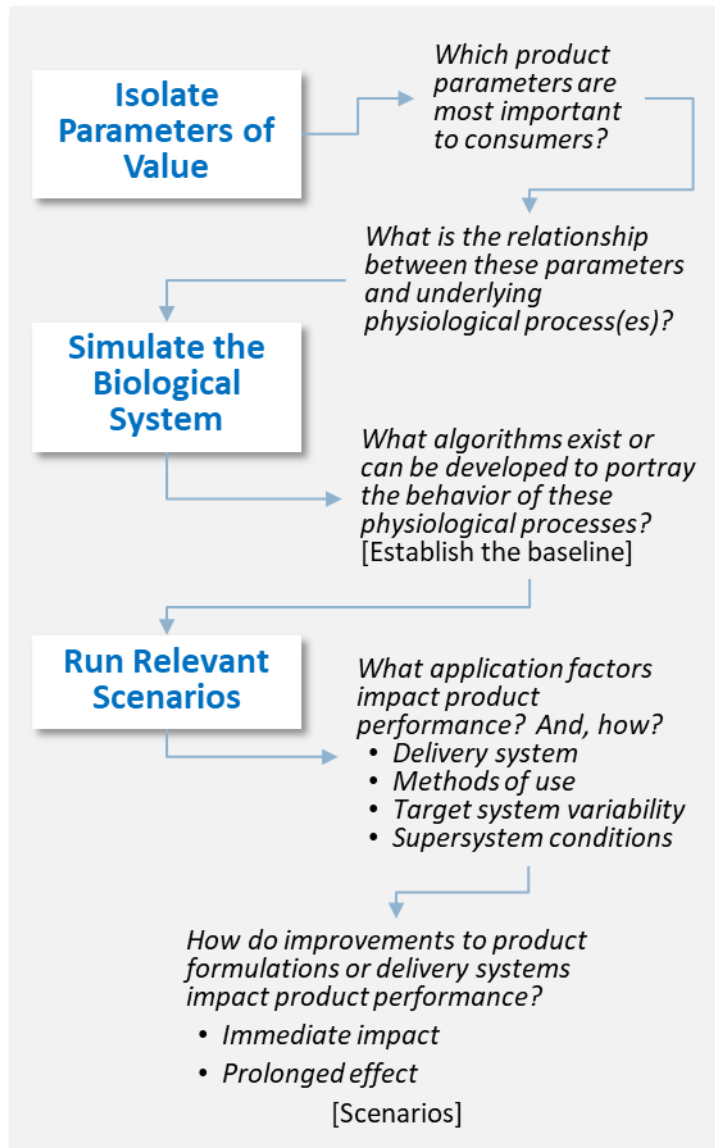 Isolate
Parameters of
Value
Which product
parameters are
most important
to consumers?
What is the relationship
between these parameters
and underlying
physiological process(es)?
Simulate the
Biological
System
What algorithms exist or
can be developed to portray
the behavior of these
physiological processes?
[Establish the baseline]
Run Relevant
Scenarios
What application factors
impact product
performance?  And, how?
• Delivery system
• Methods of use
• Target system variability
• Supersystem conditions
How do improvements to product
formulations or delivery systems
impact product performance?
• Immediate impact
• Prolonged effect
[Scenarios]